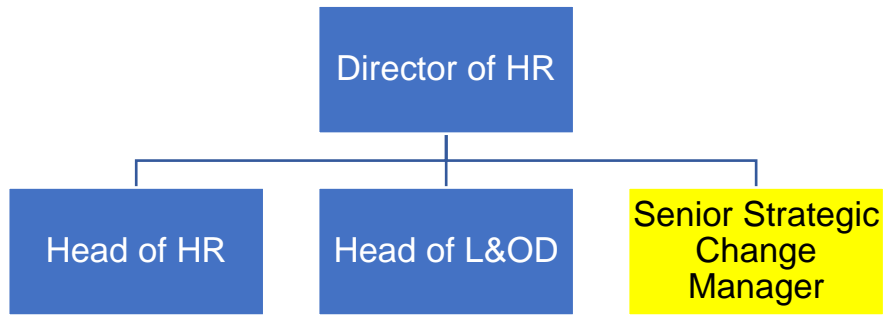 Director of HR
Head of HR
Head of L&OD
Senior Strategic
Change
Manager